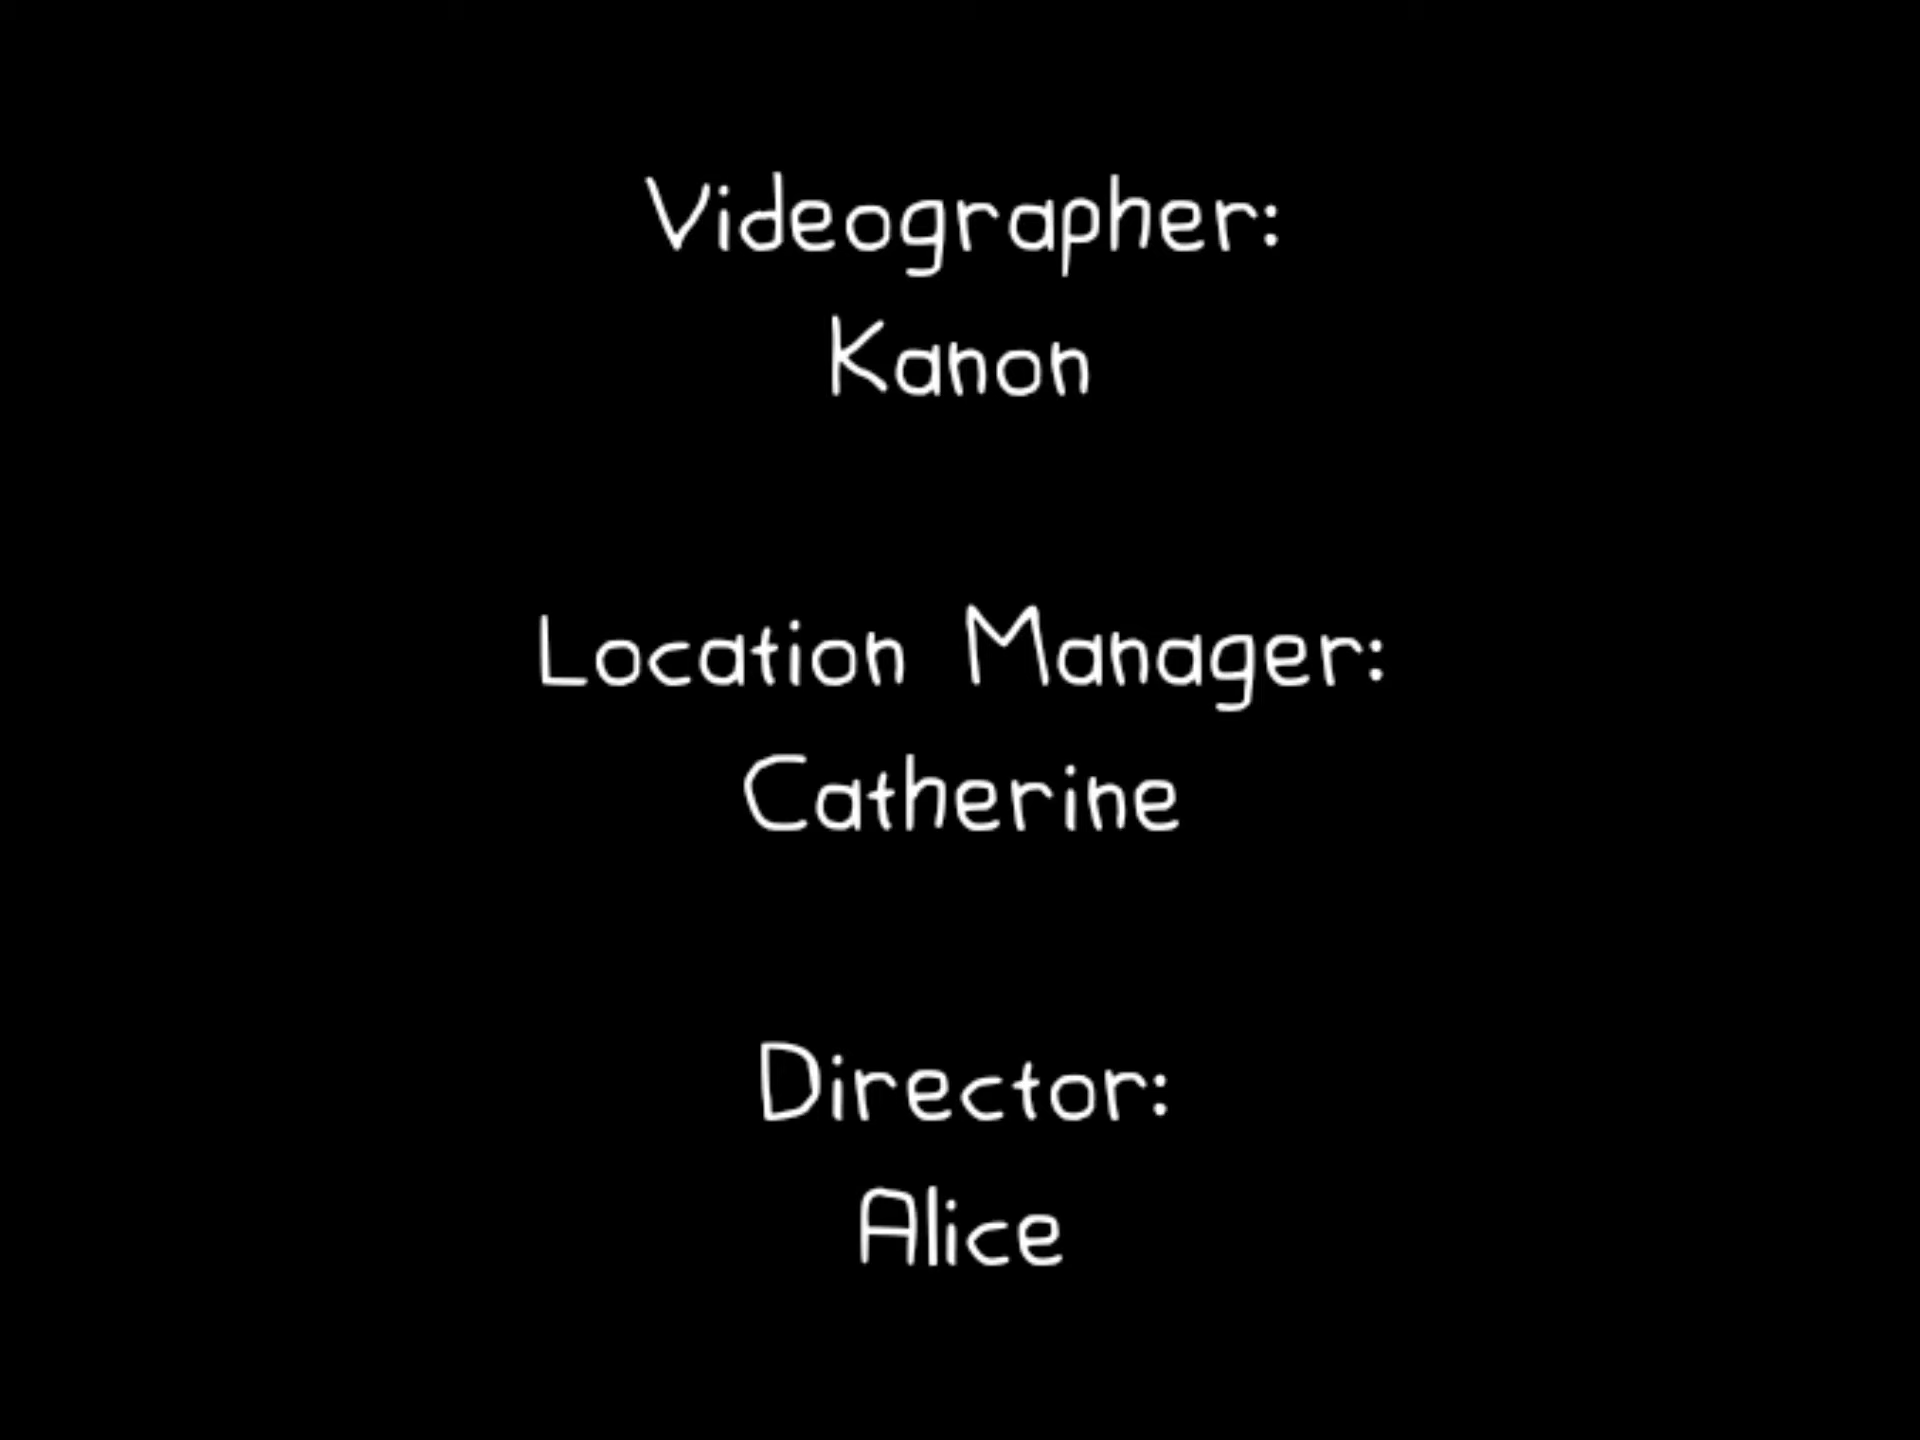 Videographer:
Kanon
Location Manager:
Catherine
Director:
Alice